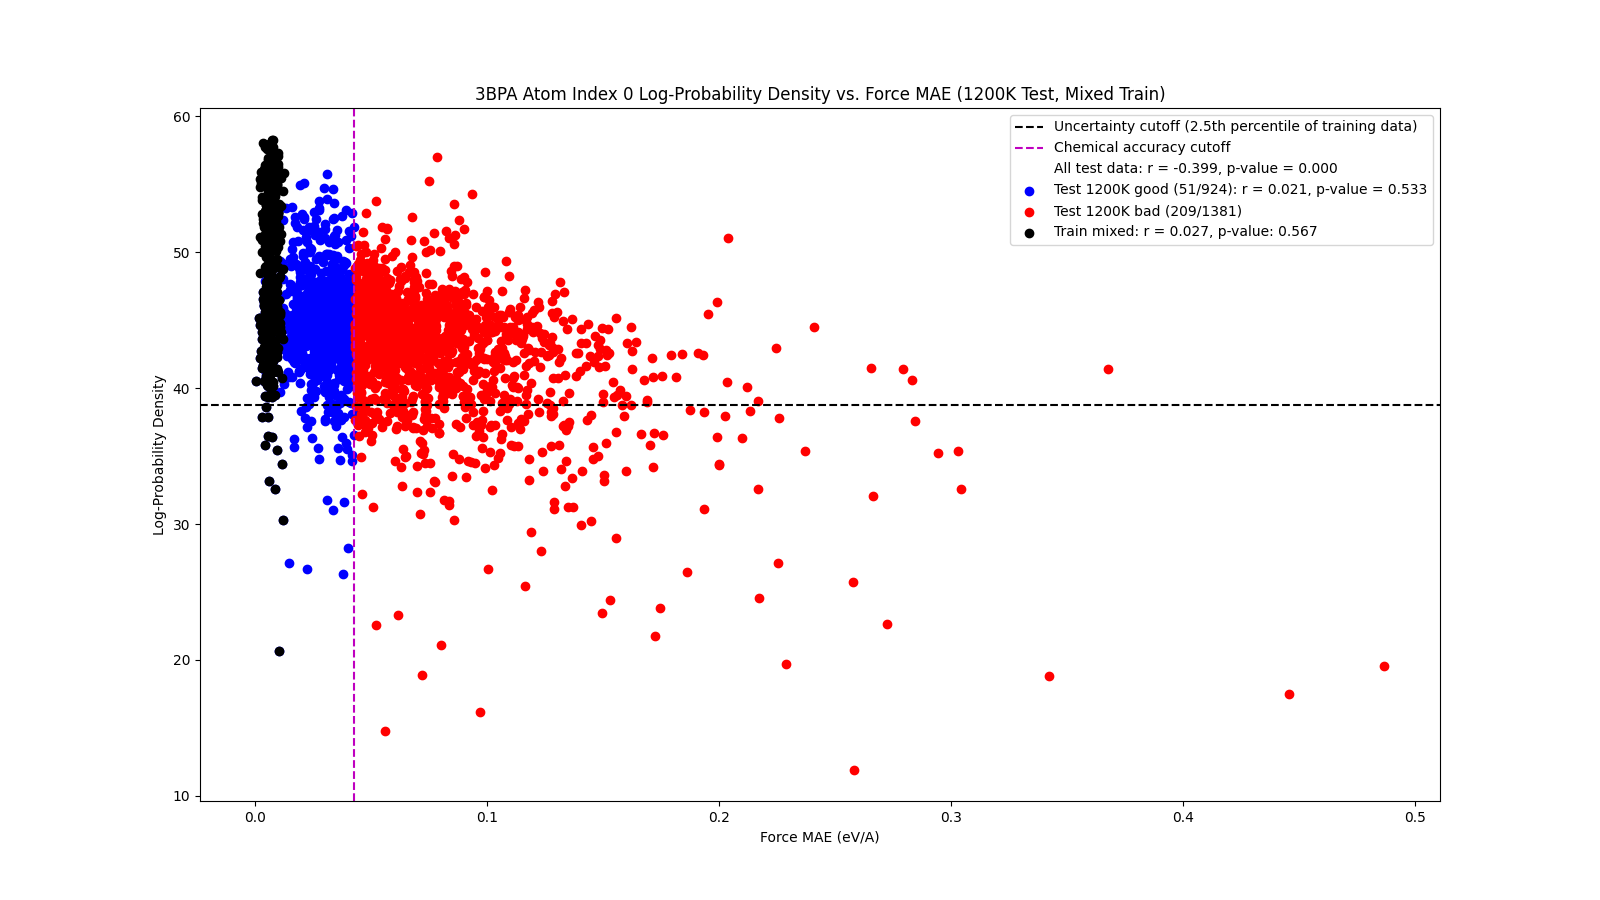 3BPA Atom Index 0 Log-Probability Density vs. Force MAE (1200K Test, Mixed Train)
Uncertainty cutoff (2.5th percentile of training data)
Chemical accuracy cutoff
All test data: r = -0.399, p-value = 0.000
Test 1200K good (51/924): r = 0.021, p-value = 0.533
Test 1200K bad (209/1381)
Train mixed: r = 0.027, p-value: 0.567
Log-Probability Density
60
50
40
30
20
10
0.0 0.1 0.2 0.3 0.4 0.5
Force MAE (eV/A)